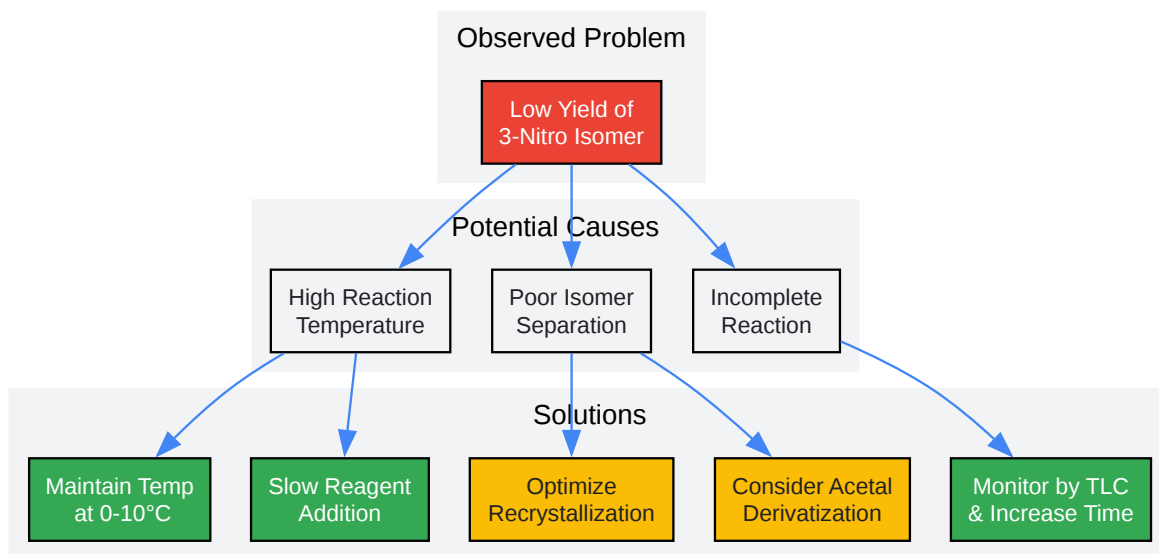 Observed Problem
Low Yield of
3-Nitro Isomer
Potential Causes
High Reaction
Temperature
Poor Isomer
Separation
Incomplete
Reaction
Solutions
Maintain Temp
at 0-10°C
Slow Reagent
Addition
Optimize
Recrystallization
Consider Acetal
Derivatization
Monitor by TLC
& Increase Time